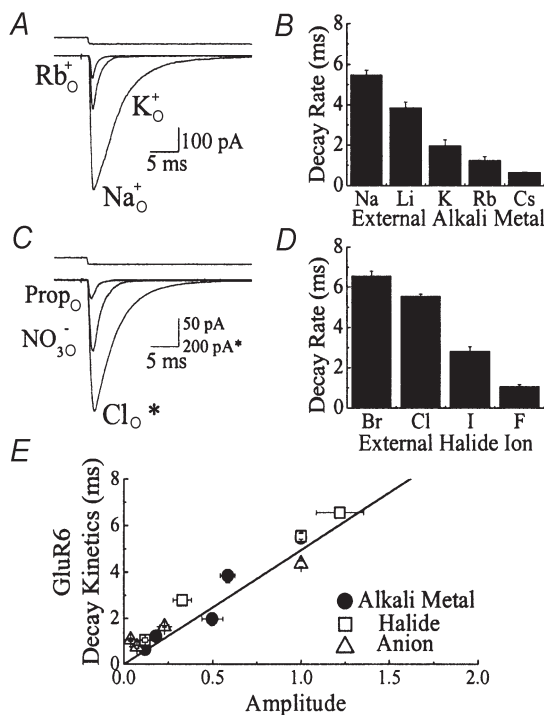 A
Rb⁺O
K⁺O
100 pA
5 ms
Na⁺O
B
Decay Rate (ms)
8
6
4
2
0
Na Li K Rb Cs
External Alkali Metal
C
PropO
NO₃O⁻
50 pA
200 pA*
5 ms
ClO *
D
Decay Rate (ms)
8
6
4
2
0
Br Cl I F
External Halide Ion
E
GluR6
Decay Kinetics (ms)
8
6
4
2
0
0.0 0.5 1.0 1.5 2.0
Alkali Metal
Halide
Anion
Amplitude